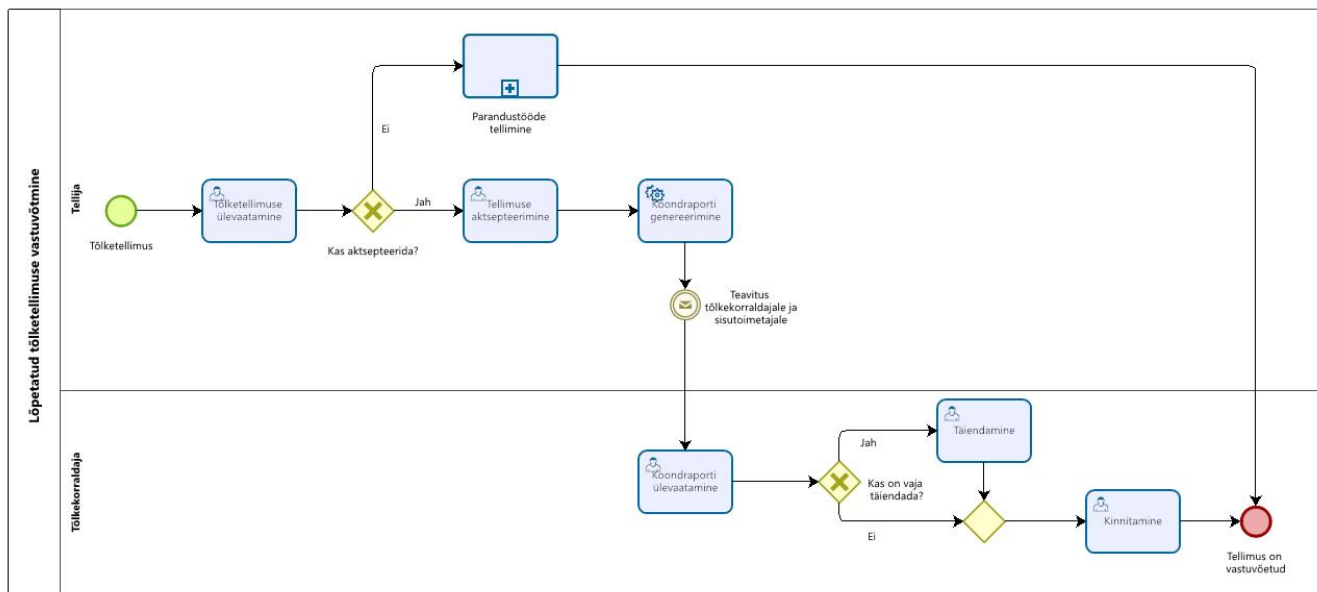 Lõpetatud tõlketellimuse vastuvõtmine
Tellija
Parandustööde
tellimine
Ei
Tõlketellimus
Tõlketellimuse
ülevaatamine
Kas aktsepteerida?
Jah
Tellimuse
aktsepteerimine
Koondraporti
genereerimine
Teavitus
tõlkekorraldajale ja
sisutoimetajale
Tõlkekorraldaja
Koondraporti
ülevaatamine
Kas on vaja
täiendada?
Jah
Täiendamine
Ei
Kinnitamine
Tellimus on
vastuvõetud